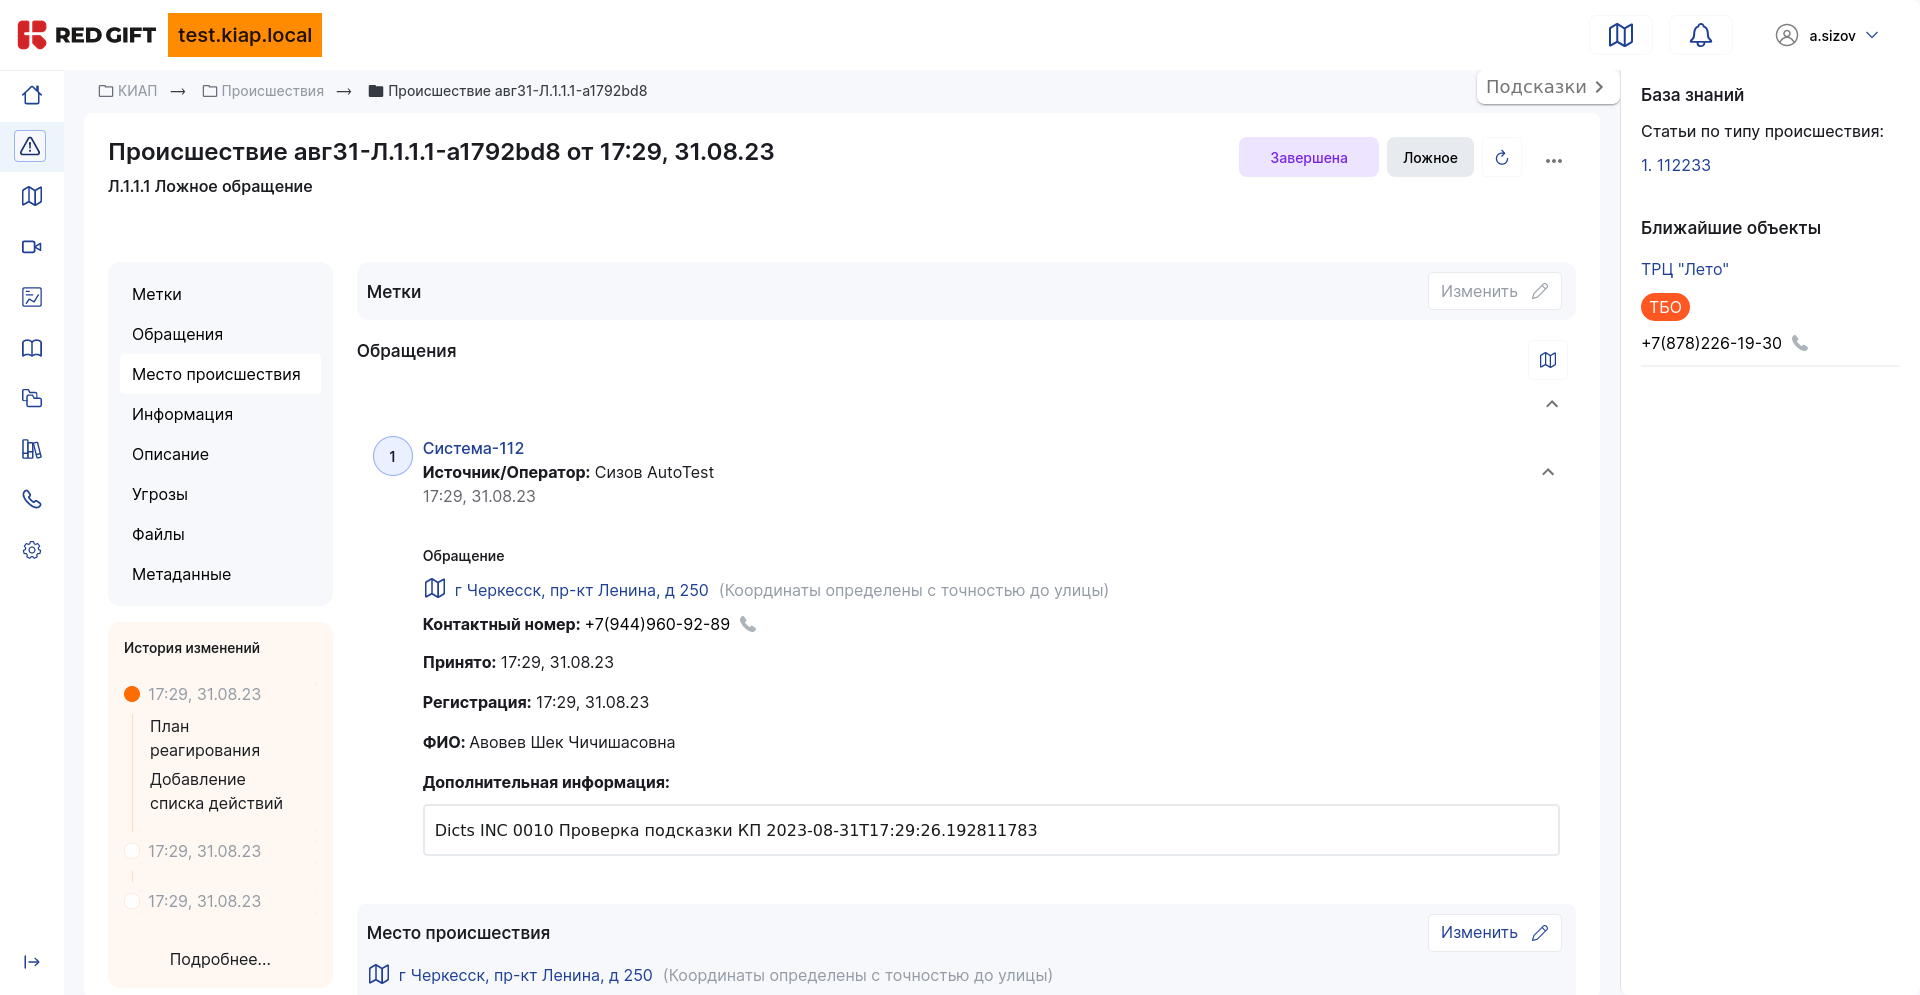 RED GIFT
test.kiap.local
a.sizov
КИАП → Происшествия → Происшествие авг31-Л.1.1.1-a1792bd8
Подсказки
Происшествие авг31-Л.1.1.1-a1792bd8 от 17:29, 31.08.23
Л.1.1.1 Ложное обращение
Завершена
Ложное
Метки
Обращения
Место происшествия
Информация
Описание
Угрозы
Файлы
Метаданные
История изменений
17:29, 31.08.23
План
реагирования
Добавление
списка действий
17:29, 31.08.23
17:29, 31.08.23
Подробнее...
Метки
Изменить
Обращения
1
Система-112
Источник/Оператор: Сизов AutoTest
17:29, 31.08.23
Обращение
г Черкесск, пр-кт Ленина, д 250 (Координаты определены с точностью до улицы)
Контактный номер: +7(944)960-92-89
Принято: 17:29, 31.08.23
Регистрация: 17:29, 31.08.23
ФИО: Авовев Шек Чичишасовна
Дополнительная информация:
Dicts INC 0010 Проверка подсказки КП 2023-08-31T17:29:26.192811783
Место происшествия
Изменить
г Черкесск, пр-кт Ленина, д 250 (Координаты определены с точностью до улицы)
База знаний
Статьи по типу происшествия:
1. 112233
Ближайшие объекты
ТРЦ "Лето"
ТБО
+7(878)226-19-30